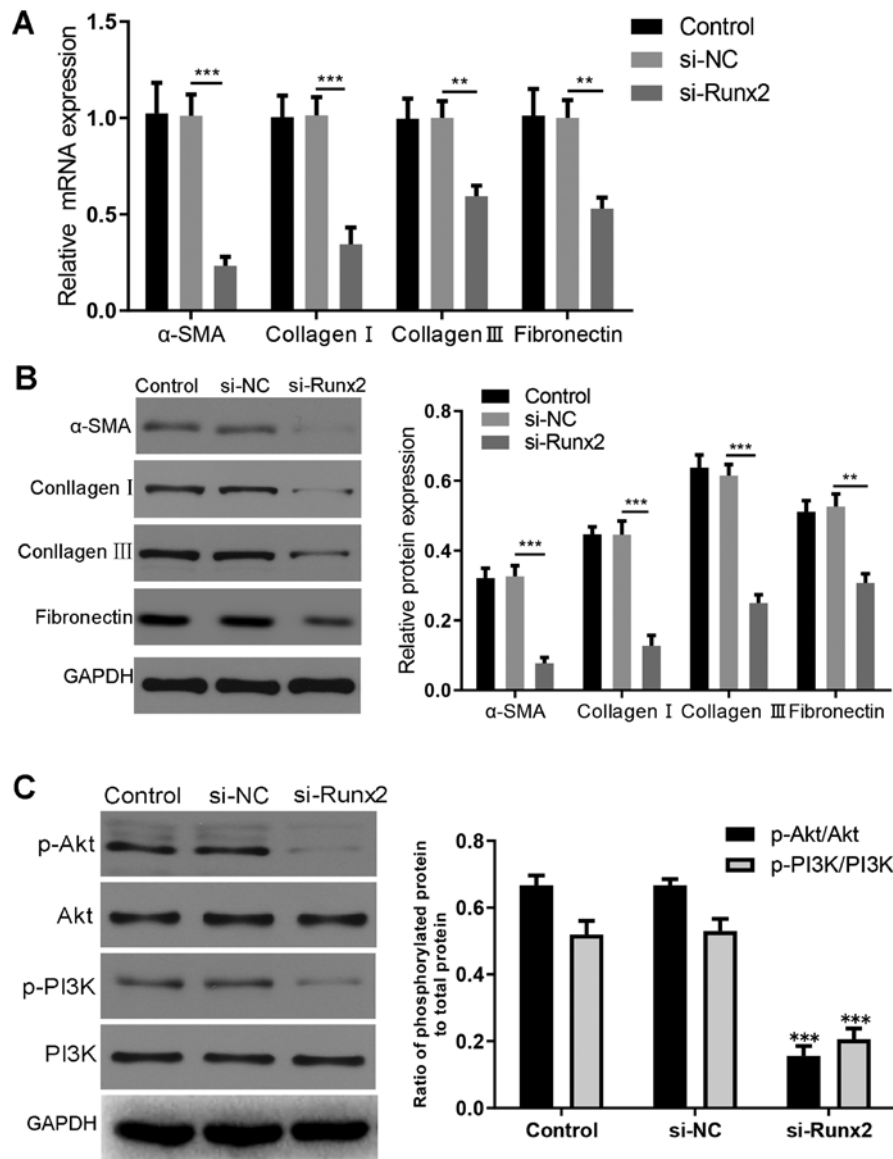 A
Relative mRNA expression
1.5
1.0
0.5
0.0
*** *** ** **
Control
si-NC
si-Runx2
α-SMA Collagen Ⅰ Collagen Ⅲ Fibronectin
B
Control si-NC si-Runx2
α-SMA
Conllagen Ⅰ
Conllagen III
Fibronectin
GAPDH
Relative protein expression
0.8
0.6
0.4
0.2
0.0
Control
si-NC
si-Runx2
*** *** *** **
α-SMA Collagen Ⅰ Collagen Ⅲ Fibronectin
C
Control si-NC si-Runx2
p-Akt
Akt
p-PI3K
PI3K
GAPDH
Ratio of phosphorylated protein
to total protein
0.8
0.6
0.4
0.2
0.0
p-Akt/Akt
p-PI3K/PI3K
*** ***
Control si-NC si-Runx2